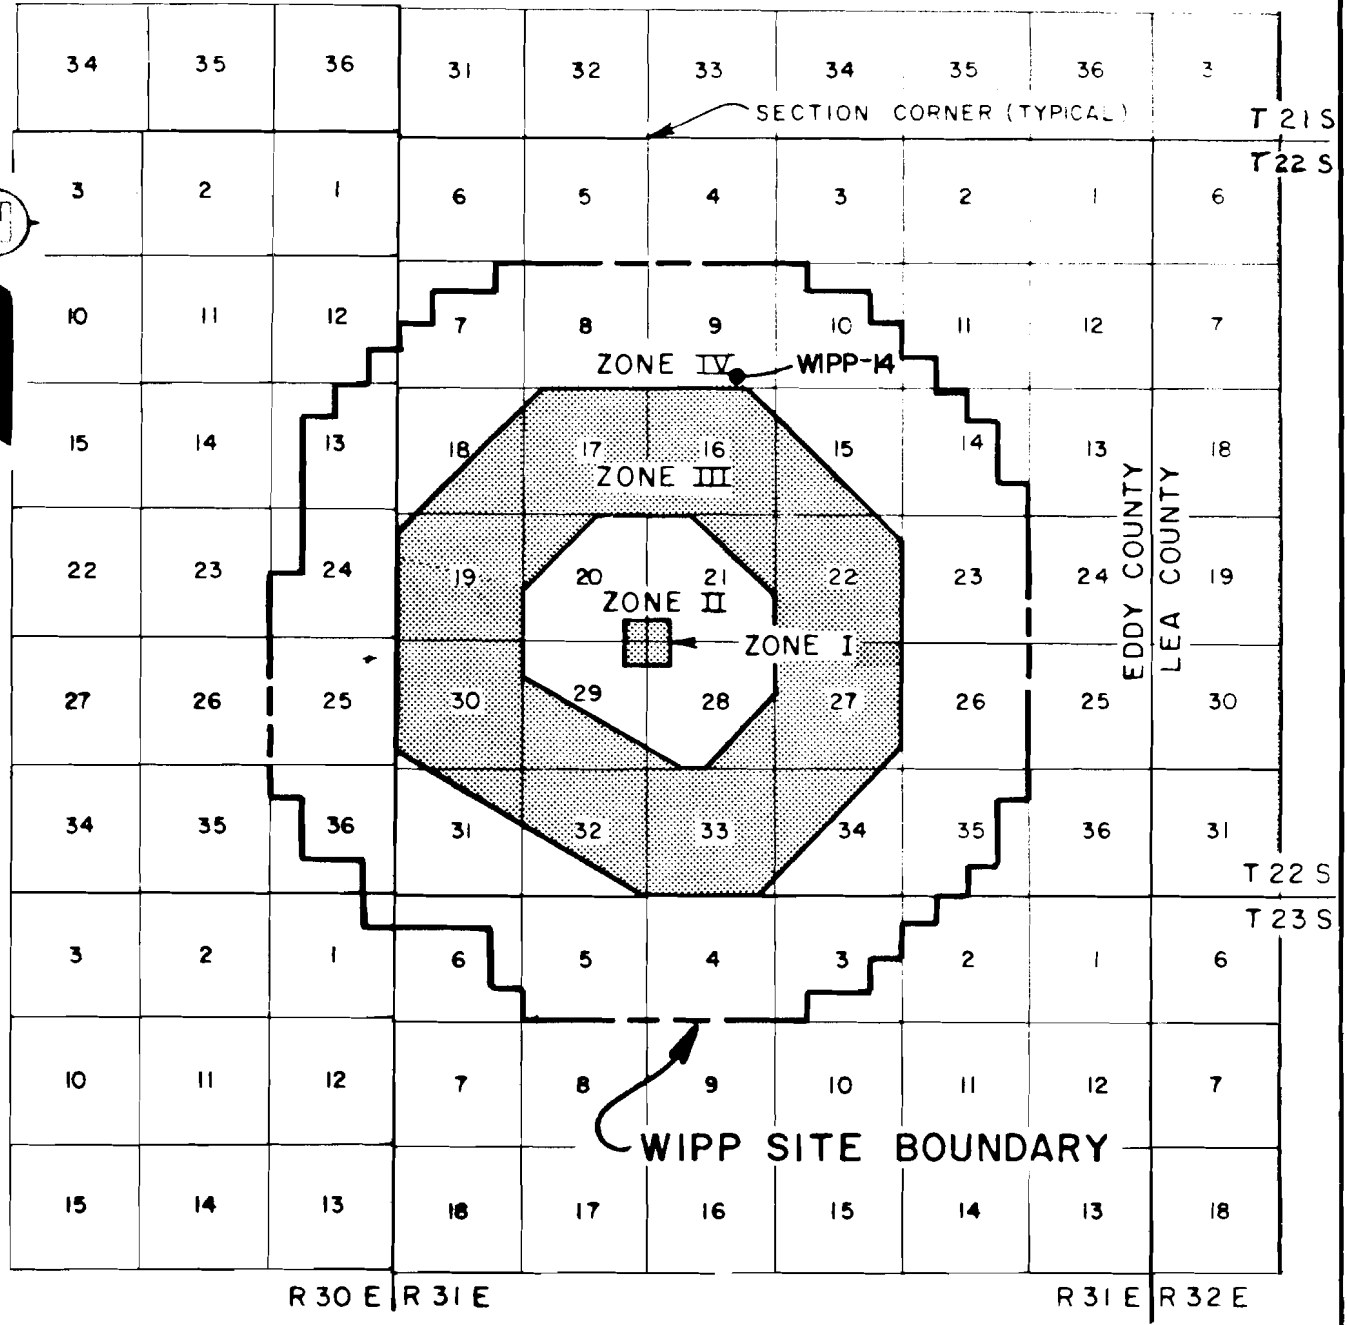 34 35 36 31 32 33 34 35 36 3
SECTION CORNER (TYPICAL)
T 21 S
T 22 S
3 2 1 6 5 4 3 2 1 6
10 11 12 7 8 9 10 11 12 7
ZONE IV WIPP-14
15 14 13 18 17 16 15 14 13 18
ZONE III
EDDY COUNTY
LEA COUNTY
22 23 24 19 20 21 22 23 24 19
ZONE II
ZONE I
27 26 25 30 29 28 27 26 25 30
34 35 36 31 32 33 34 35 36 31
T 22 S
T 23 S
3 2 1 6 5 4 3 2 1 6
10 11 12 7 8 9 10 11 12 7
WIPP SITE BOUNDARY
15 14 13 18 17 16 15 14 13 18
R 30 E R 31 E R 31 E R 32 E